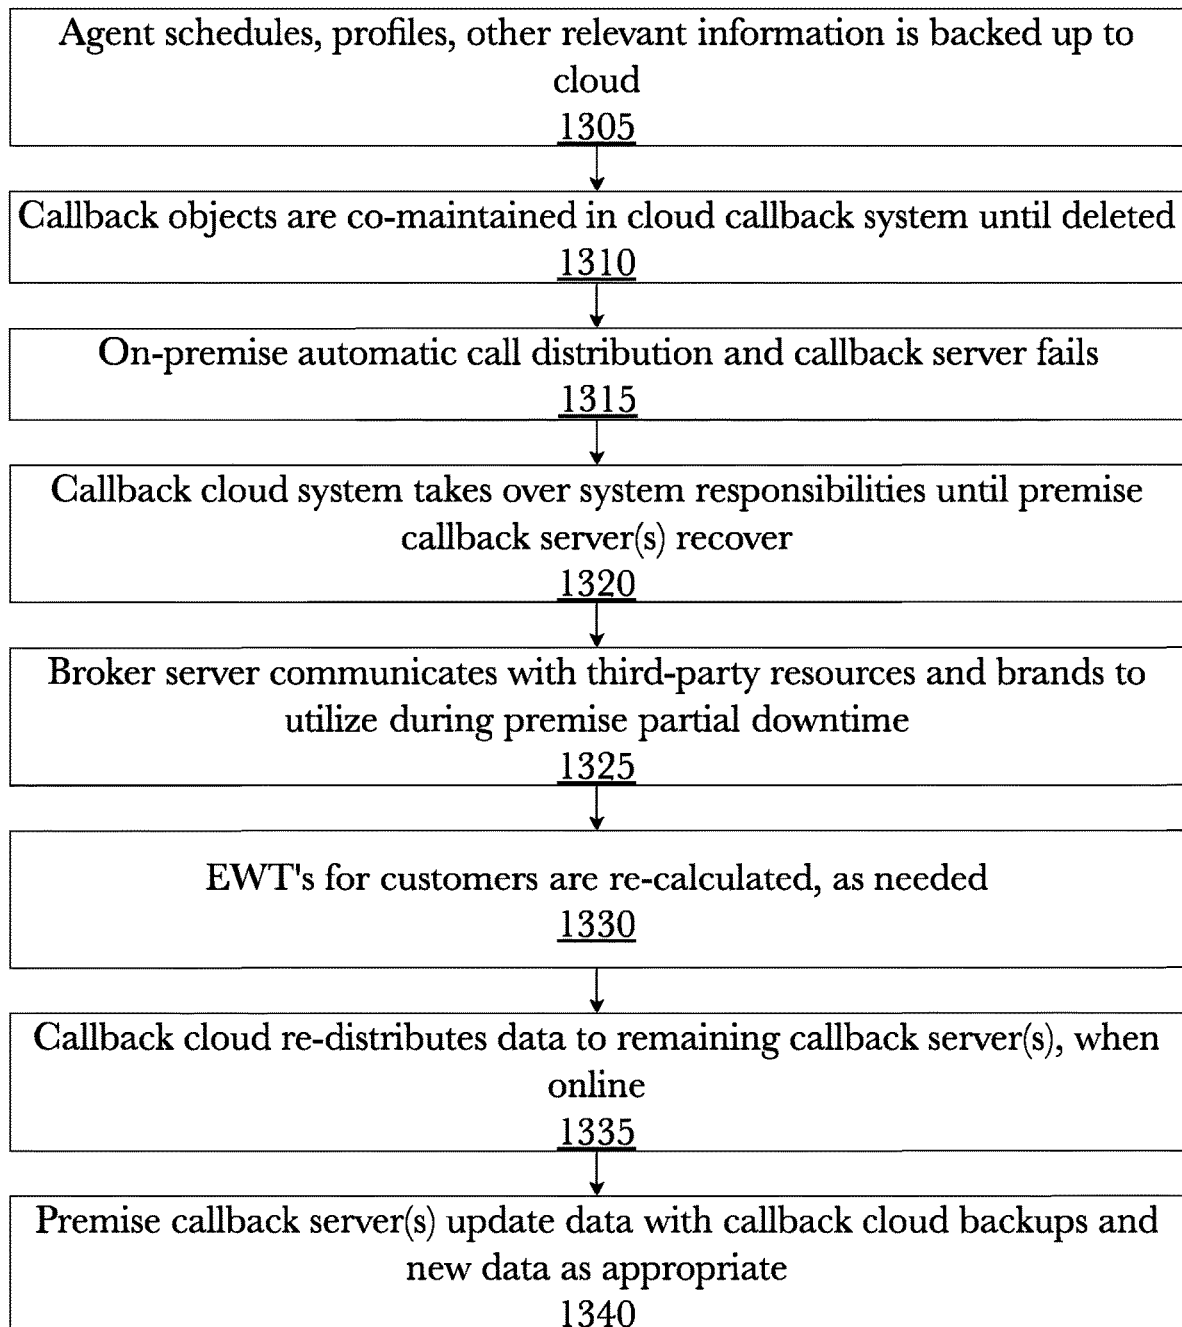 Agent schedules, profiles, other relevant information is backed up to
cloud
1305
Callback objects are co-maintained in cloud callback system until deleted
1310
On-premise automatic call distribution and callback server fails
1315
Callback cloud system takes over system responsibilities until premise
callback server(s) recover
1320
Broker server communicates with third-party resources and brands to
utilize during premise partial downtime
1325
EWT's for customers are re-calculated, as needed
1330
Callback cloud re-distributes data to remaining callback server(s), when
online
1335
Premise callback server(s) update data with callback cloud backups and
new data as appropriate
1340